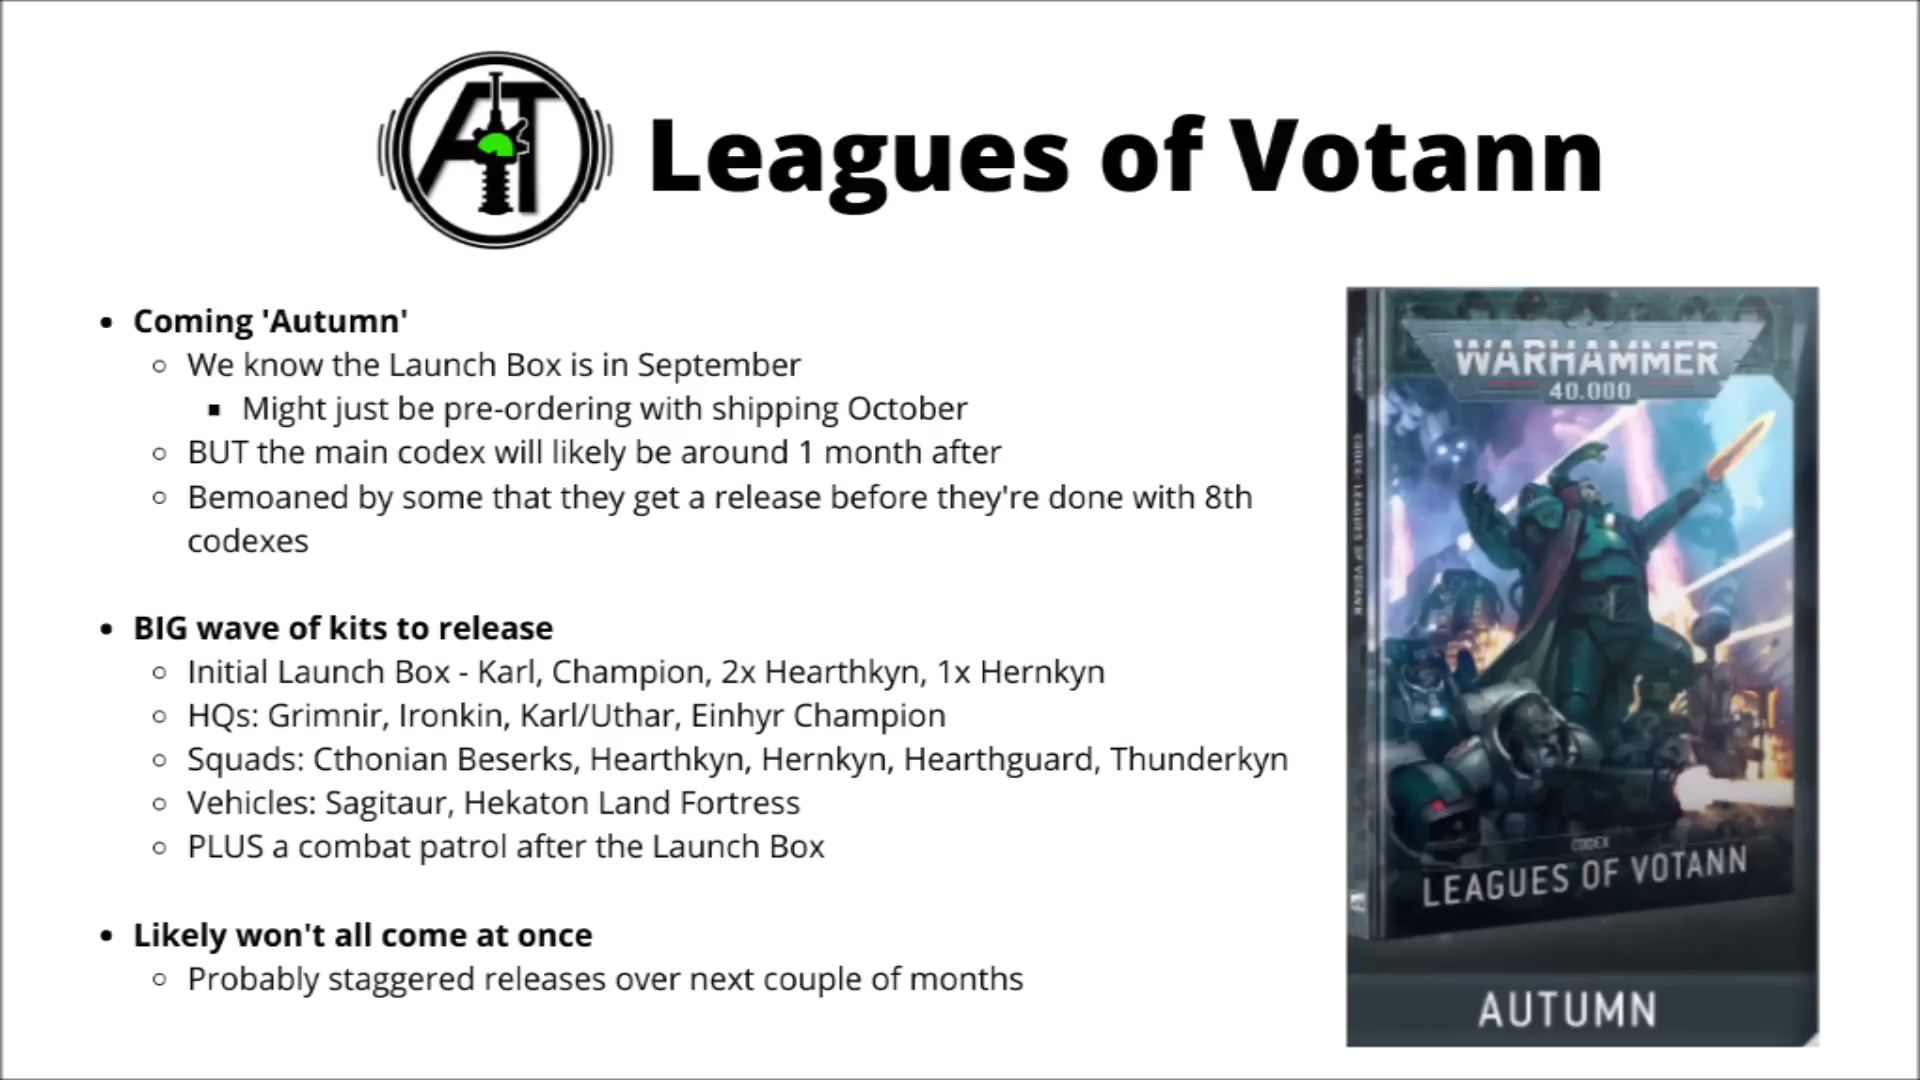 AT
Leagues of Votann
• Coming 'Autumn'
○ We know the Launch Box is in September
▪ Might just be pre-ordering with shipping October
○ BUT the main codex will likely be around 1 month after
○ Bemoaned by some that they get a release before they're done with 8th
codexes
• BIG wave of kits to release
○ Initial Launch Box - Karl, Champion, 2x Hearthkyn, 1x Hernkyn
○ HQs: Grimnir, Ironkin, Karl/Uthar, Einhyr Champion
○ Squads: Cthonian Beserks, Hearthkyn, Hernkyn, Hearthguard, Thunderkyn
○ Vehicles: Sagitaur, Hekaton Land Fortress
○ PLUS a combat patrol after the Launch Box
• Likely won't all come at once
○ Probably staggered releases over next couple of months
WARHAMMER
40.000
CODEX
LEAGUES OF VOTANN
CODEX: LEAGUES OF VOTANN
AUTUMN